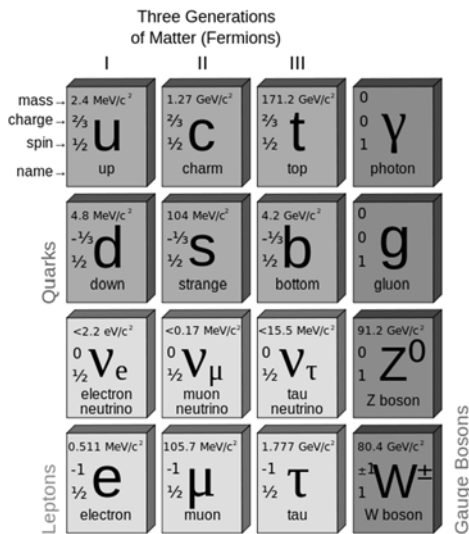 Three Generations
of Matter (Fermions)
I II III
mass→ 2.4 MeV/c² 1.27 GeV/c² 171.2 GeV/c² 0
charge→ ⅔ ⅔ ⅔ 0
spin→ ½ u ½ c ½ t 1 γ
name→ up charm top photon
Quarks
4.8 MeV/c² 104 MeV/c² 4.2 GeV/c² 0
-⅓ -⅓ -⅓ 0
½ d ½ s ½ b 1 g
down strange bottom gluon
<2.2 eV/c² <0.17 MeV/c² <15.5 MeV/c² 91.2 GeV/c²
0 0 0 0
½ νe ½ νμ ½ ντ 1 Z⁰
electron neutrino muon neutrino tau neutrino Z boson
Leptons
0.511 MeV/c² 105.7 MeV/c² 1.777 GeV/c² 80.4 GeV/c²
-1 -1 -1 ±1
½ e ½ μ ½ τ 1 W±
electron muon tau W boson
Gauge Bosons